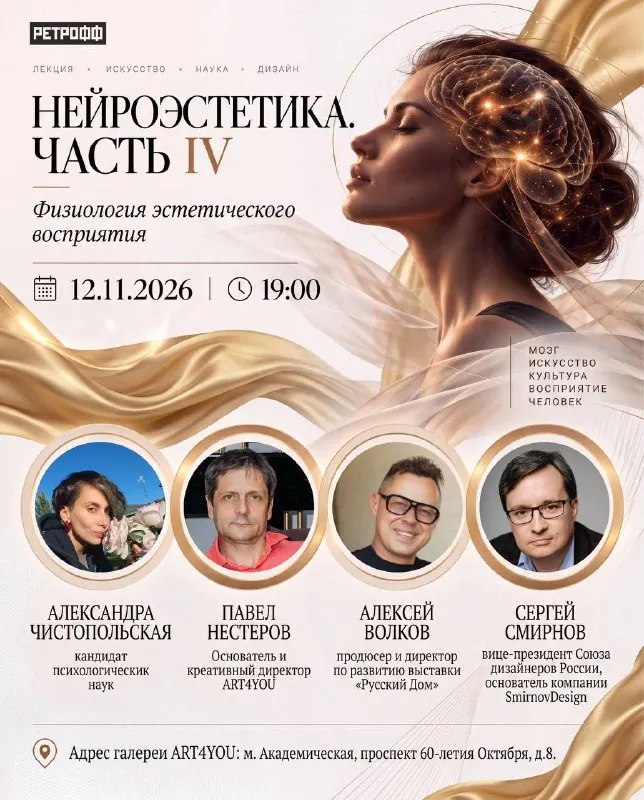 РЕТРОФФ
ЛЕКЦИЯ • ИСКУССТВО • НАУКА • ДИЗАЙН
НЕЙРОЭСТЕТИКА.
ЧАСТЬ IV
Физиология эстетического
восприятия
12.11.2026 | 19:00
МОЗГ
ИСКУССТВО
КУЛЬТУРА
ВОСПРИЯТИЕ
ЧЕЛОВЕК
АЛЕКСАНДРА
ЧИСТОПОЛЬСКАЯ
кандидат
психологическик
наук
ПАВЕЛ
НЕСТЕРОВ
Основатель и
креативный директор
ART4YOU
АЛЕКСЕЙ
ВОЛКОВ
продюсер и директор
по развитию выставки
«Русский Дом»
СЕРГЕЙ
СМИРНОВ
вице-президент Союза
дизайнеров России,
основатель компании
SmirnovDesign
Адрес галереи ART4YOU: м. Академическая, проспект 60-летия Октября, д.8.